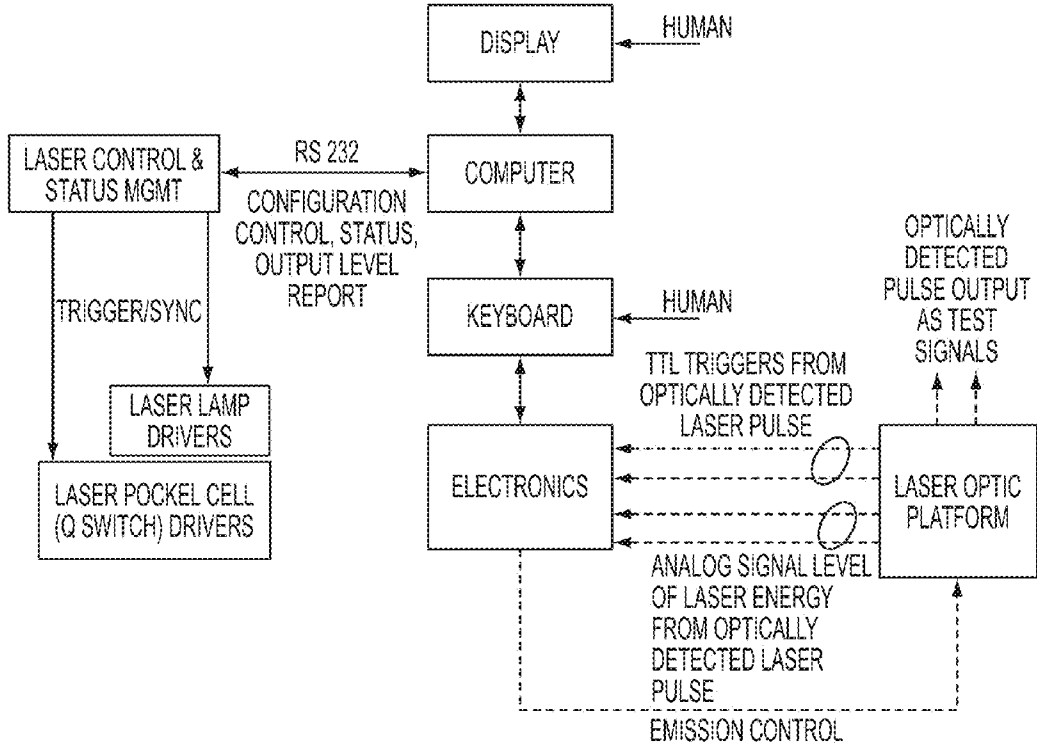 DISPLAY
HUMAN
LASER CONTROL &
STATUS MGMT
RS 232
COMPUTER
CONFIGURATION
CONTROL, STATUS,
OUTPUT LEVEL
REPORT
OPTICALLY
DETECTED
PULSE OUTPUT
AS TEST
SIGNALS
TRIGGER/SYNC
KEYBOARD
HUMAN
TTL TRIGGERS FROM
OPTICALLY DETECTED
LASER PULSE
LASER LAMP
DRIVERS
LASER POCKEL CELL
(Q SWITCH) DRIVERS
ELECTRONICS
LASER OPTIC
PLATFORM
ANALOG SIGNAL LEVEL
OF LASER ENERGY
FROM OPTICALLY
DETECTED LASER
PULSE
EMISSION CONTROL